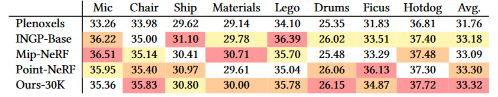 Mic Chair Ship Materials Lego Drums Ficus Hotdog Avg.
Plenoxels 33.26 33.98 29.62 29.14 34.10 25.35 31.83 36.81 31.76
INGP-Base 36.22 35.00 31.10 29.78 36.39 26.02 33.51 37.40 33.18
Mip-NeRF 36.51 35.14 30.41 30.71 35.70 25.48 33.29 37.48 33.09
Point-NeRF 35.95 35.40 30.97 29.61 35.04 26.06 36.13 37.30 33.30
Ours-30K 35.36 35.83 30.80 30.00 35.78 26.15 34.87 37.72 33.32